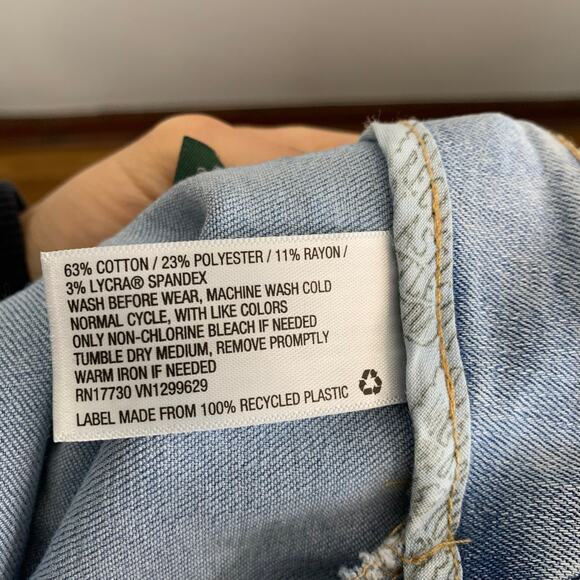 63% COTTON / 23% POLYESTER / 11% RAYON /
3% LYCRA® SPANDEX
WASH BEFORE WEAR, MACHINE WASH COLD
NORMAL CYCLE, WITH LIKE COLORS
ONLY NON-CHLORINE BLEACH IF NEEDED
TUMBLE DRY MEDIUM, REMOVE PROMPTLY
WARM IRON IF NEEDED
RN17730 VN1299629
LABEL MADE FROM 100% RECYCLED PLASTIC